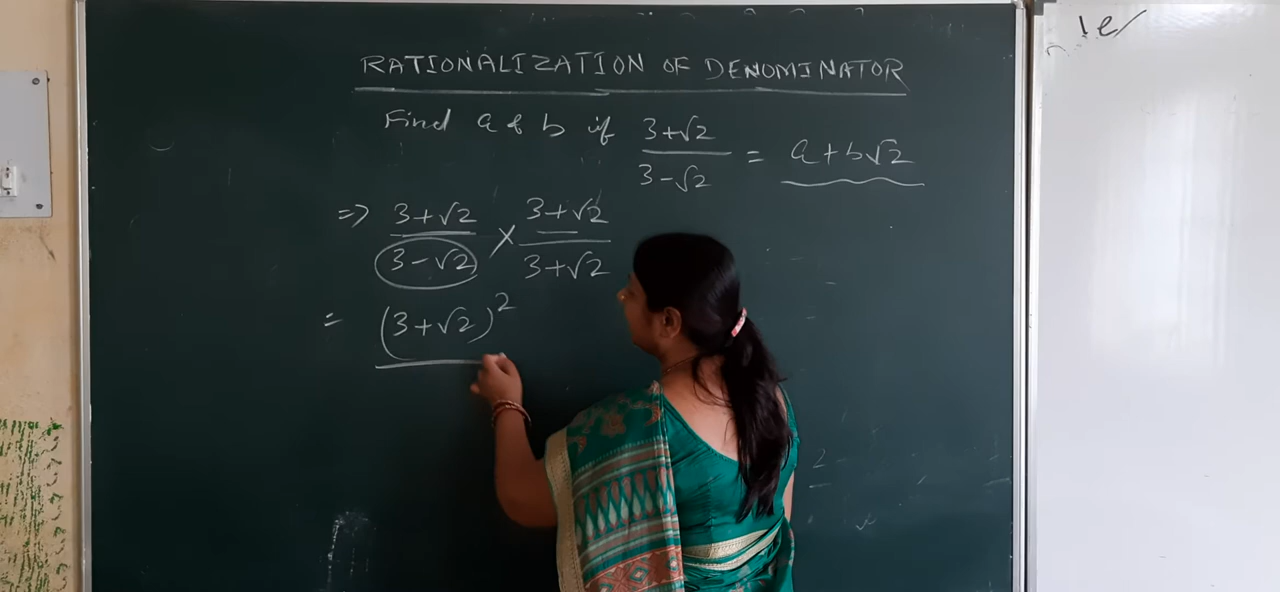 RATIONALIZATION OF DENOMINATOR
Find a & b if (3+√2)/(3-√2) = a+b√2
=> (3+√2)/(3-√2) × (3+√2)/(3+√2)
= (3+√2)²